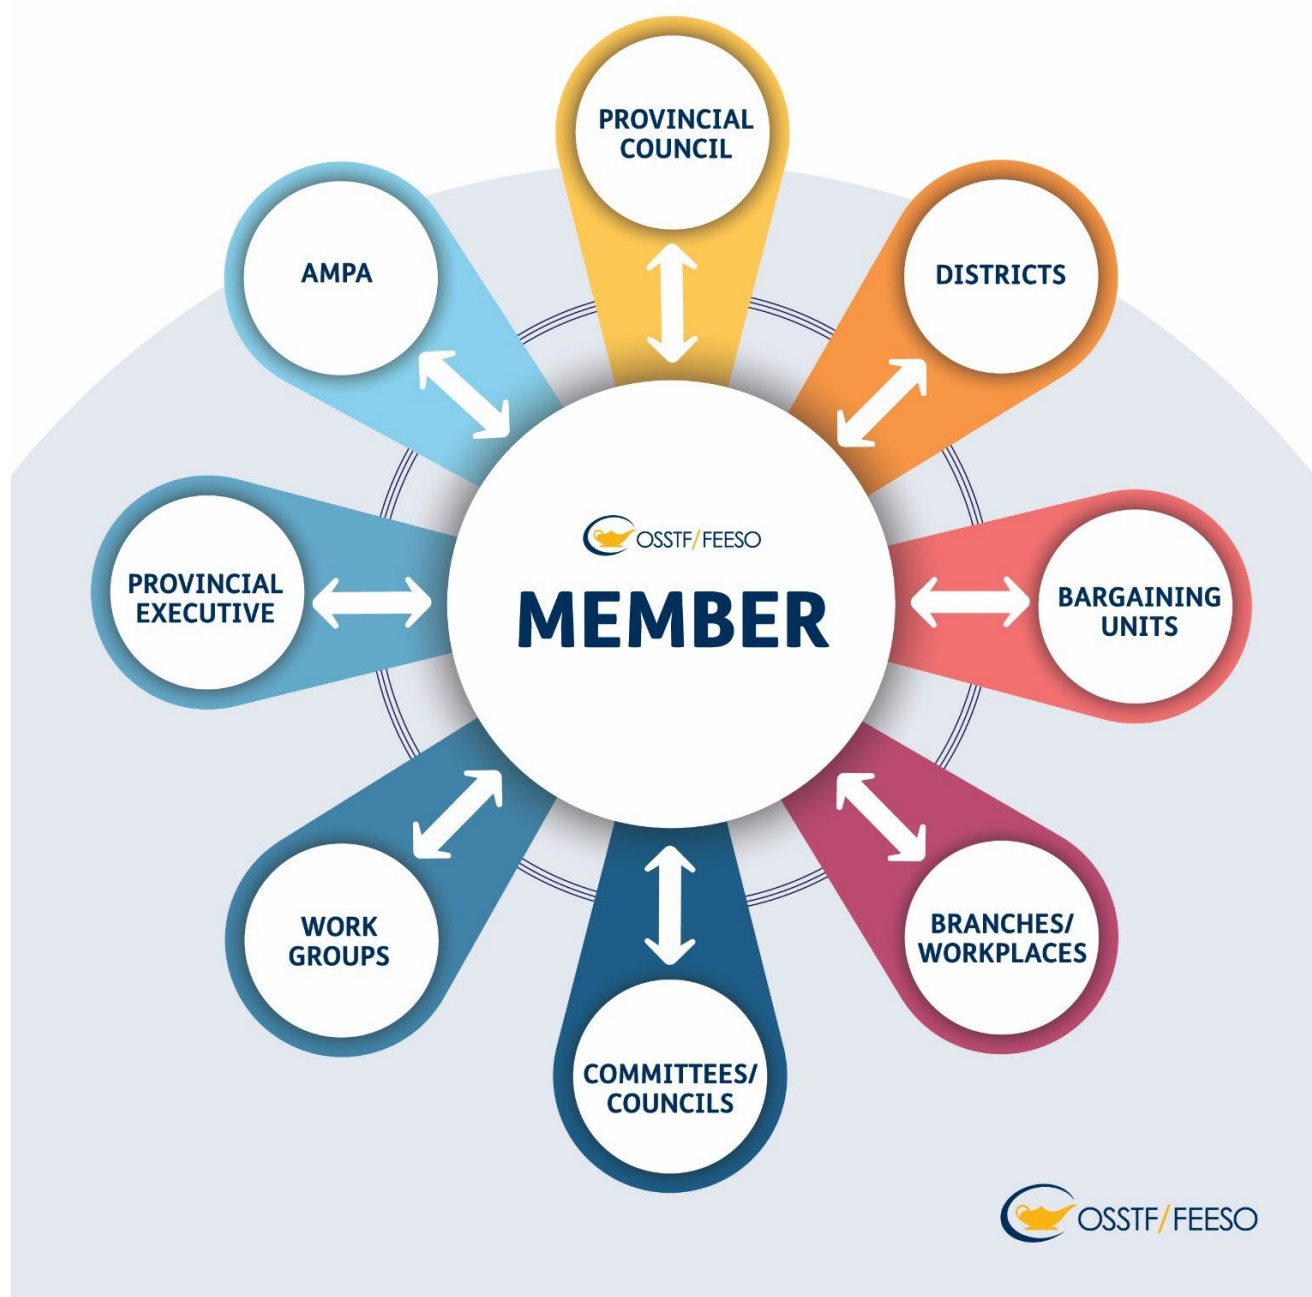 PROVINCIAL
COUNCIL
AMPA
DISTRICTS
OSSTF/FEESO
MEMBER
PROVINCIAL
EXECUTIVE
BARGAINING
UNITS
WORK
GROUPS
BRANCHES/
WORKPLACES
COMMITTEES/
COUNCILS
OSSTF/FEESO